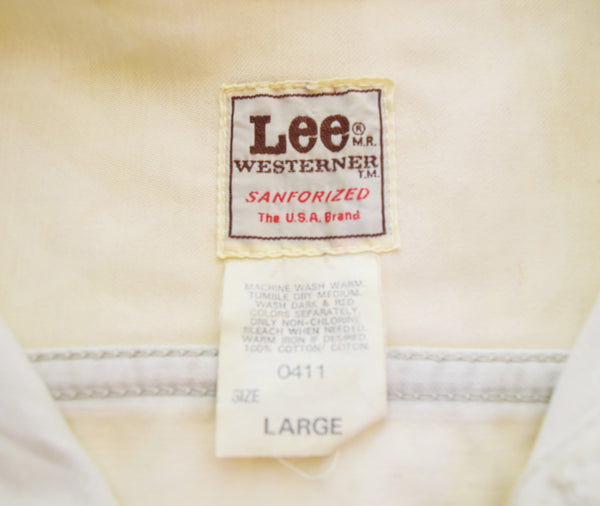 Lee®
M.R.
WESTERNER
T.M.
SANFORIZED
The U.S.A. Brand
MACHINE WASH WARM.
TUMBLE DRY MEDIUM.
WASH DARK & RED
COLORS SEPARATELY.
ONLY NON-CHLORINE
BLEACH WHEN NEEDED.
WARM IRON IF DESIRED.
100% COTTON/ COTON.
0411
SIZE
LARGE